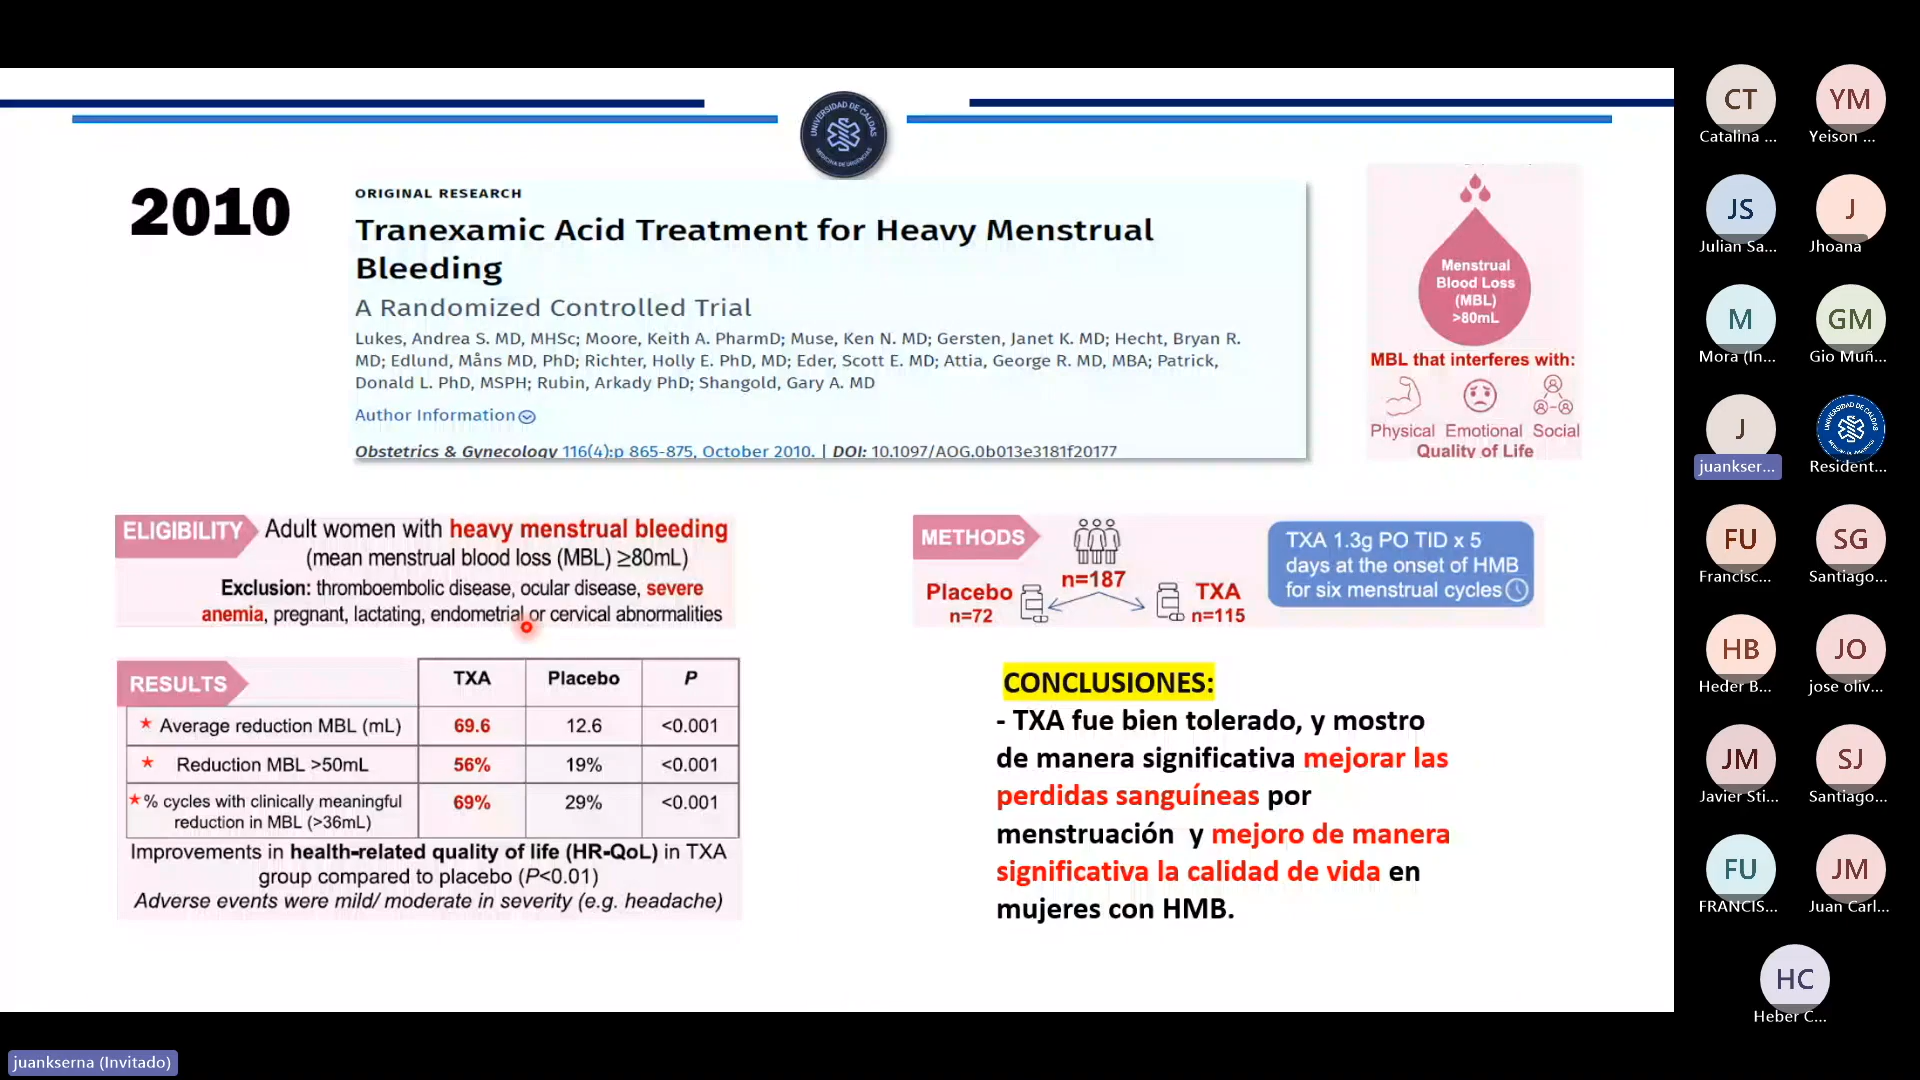 UNIVERSIDAD DE CALDAS
MEDICINA DE URGENCIAS
2010
ORIGINAL RESEARCH
Tranexamic Acid Treatment for Heavy Menstrual
Bleeding
A Randomized Controlled Trial
Lukes, Andrea S. MD, MHSc; Moore, Keith A. PharmD; Muse, Ken N. MD; Gersten, Janet K. MD; Hecht, Bryan R.
MD; Edlund, Måns MD, PhD; Richter, Holly E. PhD, MD; Eder, Scott E. MD; Attia, George R. MD, MBA; Patrick,
Donald L. PhD, MSPH; Rubin, Arkady PhD; Shangold, Gary A. MD
Author Information
Obstetrics & Gynecology 116(4):p 865-875, October 2010. | DOI: 10.1097/AOG.0b013e3181f20177
Menstrual
Blood Loss
(MBL)
>80mL
MBL that interferes with:
Physical Emotional Social
Quality of Life
ELIGIBILITY Adult women with heavy menstrual bleeding
(mean menstrual blood loss (MBL) ≥80mL)
Exclusion: thromboembolic disease, ocular disease, severe
anemia, pregnant, lactating, endometrial or cervical abnormalities
METHODS
n=187
Placebo
n=72
TXA
n=115
TXA 1.3g PO TID x 5
days at the onset of HMB
for six menstrual cycles
RESULTS TXA Placebo P
Average reduction MBL (mL) 69.6 12.6 <0.001
Reduction MBL >50mL 56% 19% <0.001
% cycles with clinically meaningful
reduction in MBL (>36mL) 69% 29% <0.001
Improvements in health-related quality of life (HR-QoL) in TXA
group compared to placebo (P<0.01)
Adverse events were mild/ moderate in severity (e.g. headache)
CONCLUSIONES:
- TXA fue bien tolerado, y mostro
de manera significativa mejorar las
perdidas sanguíneas por
menstruación y mejoro de manera
significativa la calidad de vida en
mujeres con HMB.
CT
Catalina ...
YM
Yeison ...
JS
Julian Sa...
J
Jhoana
M
Mora (In...
GM
Gio Muñ...
J
juankser...
UNIVERSIDAD DE CALDAS
Resident...
FU
Francisc...
SG
Santiago...
HB
Heder B...
JO
jose oliv...
JM
Javier Sti...
SJ
Santiago...
FU
FRANCIS...
JM
Juan Carl...
HC
Heber C...
juankserna (Invitado)